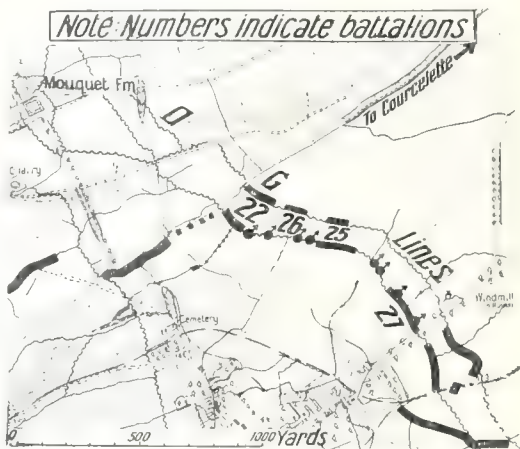 Note: Numbers indicate battalions
Mouquet Fm
To Courcelette
O
G
Lines
22
26
25
27
Windmill
Cemetery
0 500 1000 Yards